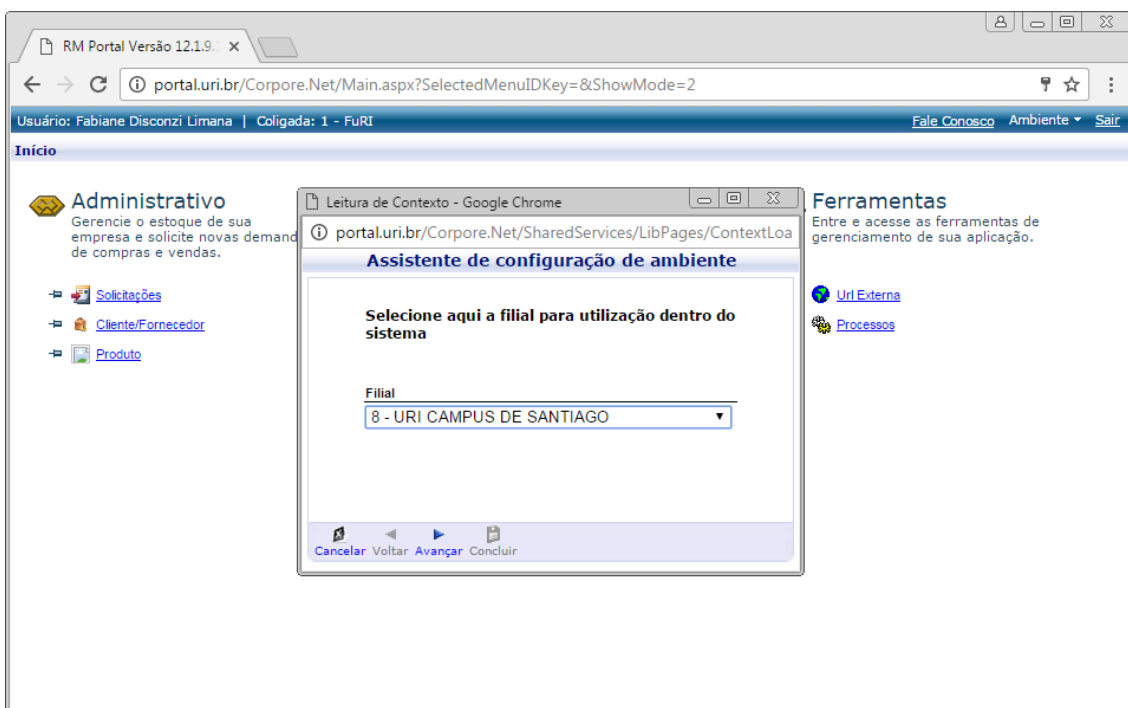 RM Portal Versão 12.1.9.
portal.uri.br/Corpore.Net/Main.aspx?SelectedMenuIDKey=&ShowMode=2
Usuário: Fabiane Disconzi Limana | Coligada: 1 - FuRI
Fale Conosco Ambiente Sair
Início
Administrativo
Gerencie o estoque de sua
empresa e solicite novas demand
de compras e vendas.
Solicitações
Cliente/Fornecedor
Produto
Leitura de Contexto - Google Chrome
portal.uri.br/Corpore.Net/SharedServices/LibPages/ContextLoa
Assistente de configuração de ambiente
Selecione aqui a filial para utilização dentro do
sistema
Filial
8 - URI CAMPUS DE SANTIAGO
Cancelar Voltar Avançar Concluir
Ferramentas
Entre e acesse as ferramentas de
gerenciamento de sua aplicação.
Url Externa
Processos